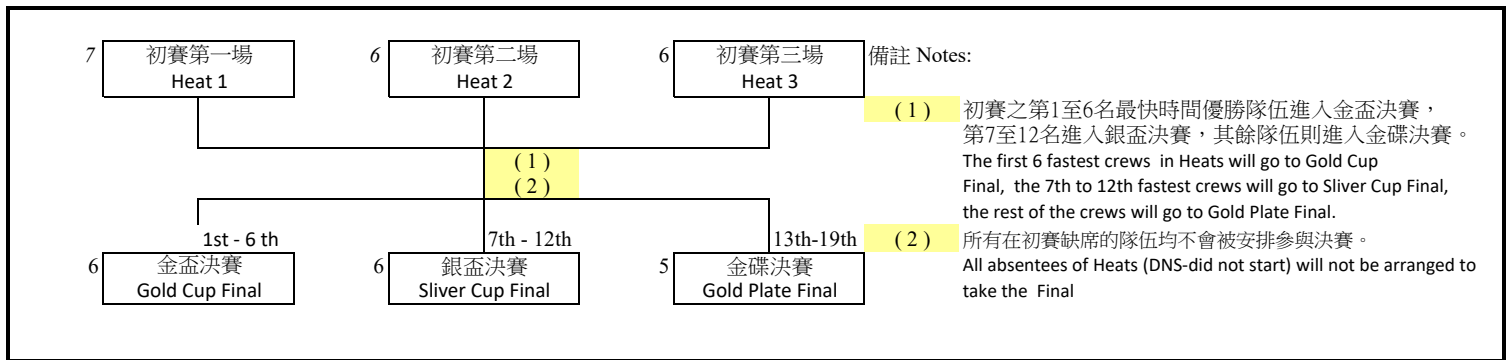 7 初賽第一場 6 初賽第二場 6 初賽第三場 備註 Notes:
Heat 1 Heat 2 Heat 3
( 1 ) 初賽之第1至6名最快時間優勝隊伍進入金盃決賽，
第7至12名進入銀盃決賽，其餘隊伍則進入金碟決賽。
( 1 ) The first 6 fastest crews in Heats will go to Gold Cup
( 2 ) Final, the 7th to 12th fastest crews will go to Sliver Cup Final,
the rest of the crews will go to Gold Plate Final.
1st - 6 th 7th - 12th 13th-19th ( 2 ) 所有在初賽缺席的隊伍均不會被安排參與決賽。
6 金盃決賽 6 銀盃決賽 5 金碟決賽 All absentees of Heats (DNS-did not start) will not be arranged to
Gold Cup Final Sliver Cup Final Gold Plate Final take the Final